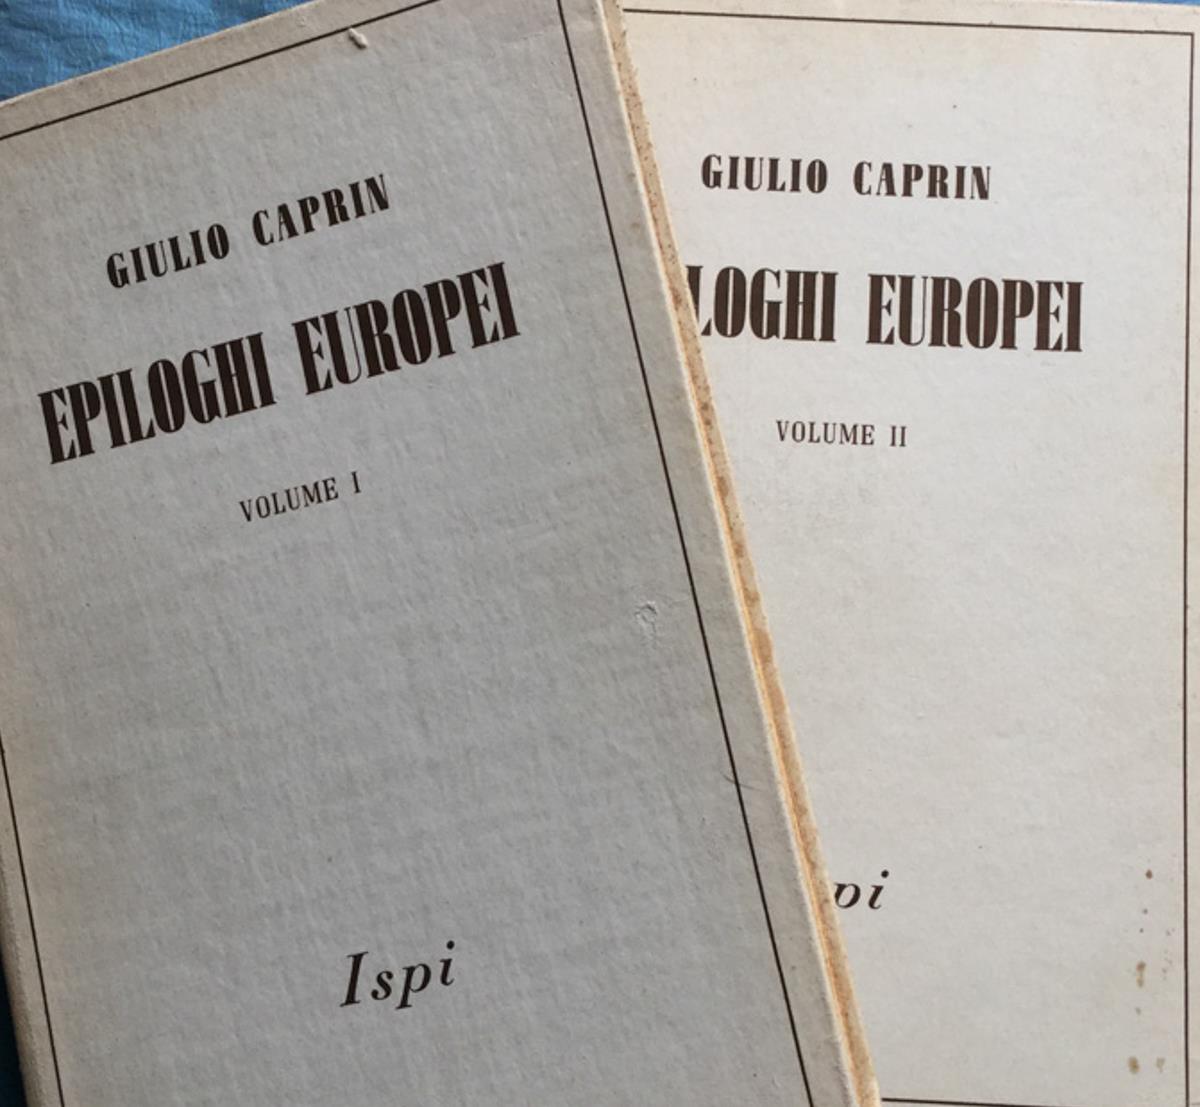 GIULIO CAPRIN
EPILOGHI EUROPEI
VOLUME I
Ispi
GIULIO CAPRIN
LOGHI EUROPEI
VOLUME II
pi